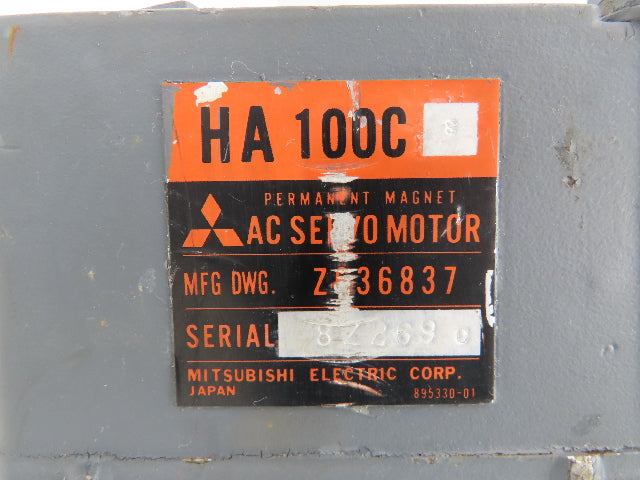 HA 100C
PERMANENT MAGNET
AC SERVO MOTOR
MFG DWG.
SERIAL
MITSUBISHI ELECTRIC CORP.
JAPAN 895330-01